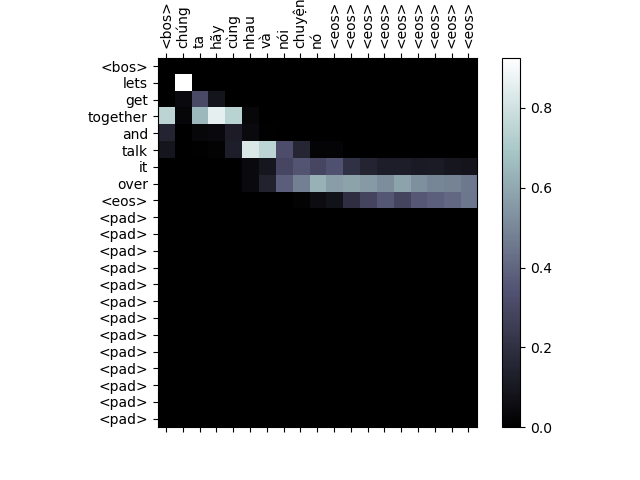 <bos> chúng ta hãy cùng nhau và nói chuyện nó <eos> <eos> <eos> <eos> <eos> <eos> <eos> <eos> <eos>
<bos>
lets
get
together
and
talk
it
over
<eos>
<pad>
<pad>
<pad>
<pad>
<pad>
<pad>
<pad>
<pad>
<pad>
<pad>
<pad>
<pad>
<pad>
0.8
0.6
0.4
0.2
0.0